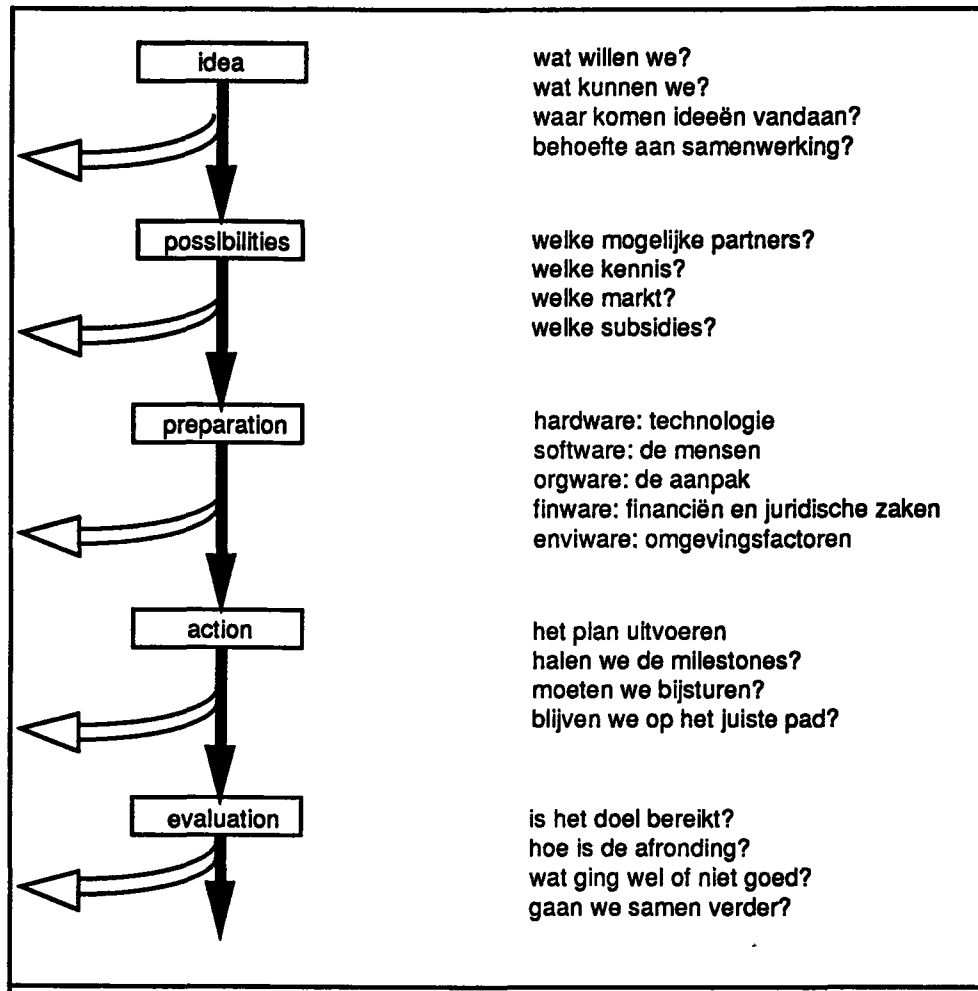 idea
wat willen we?
wat kunnen we?
waar komen ideeën vandaan?
behoefte aan samenwerking?
possibilities
welke mogelijke partners?
welke kennis?
welke markt?
welke subsidies?
preparation
hardware: technologie
software: de mensen
orgware: de aanpak
finware: financiën en juridische zaken
enviware: omgevingsfactoren
action
het plan uitvoeren
halen we de milestones?
moeten we bijsturen?
blijven we op het juiste pad?
evaluation
is het doel bereikt?
hoe is de afronding?
wat ging wel of niet goed?
gaan we samen verder?